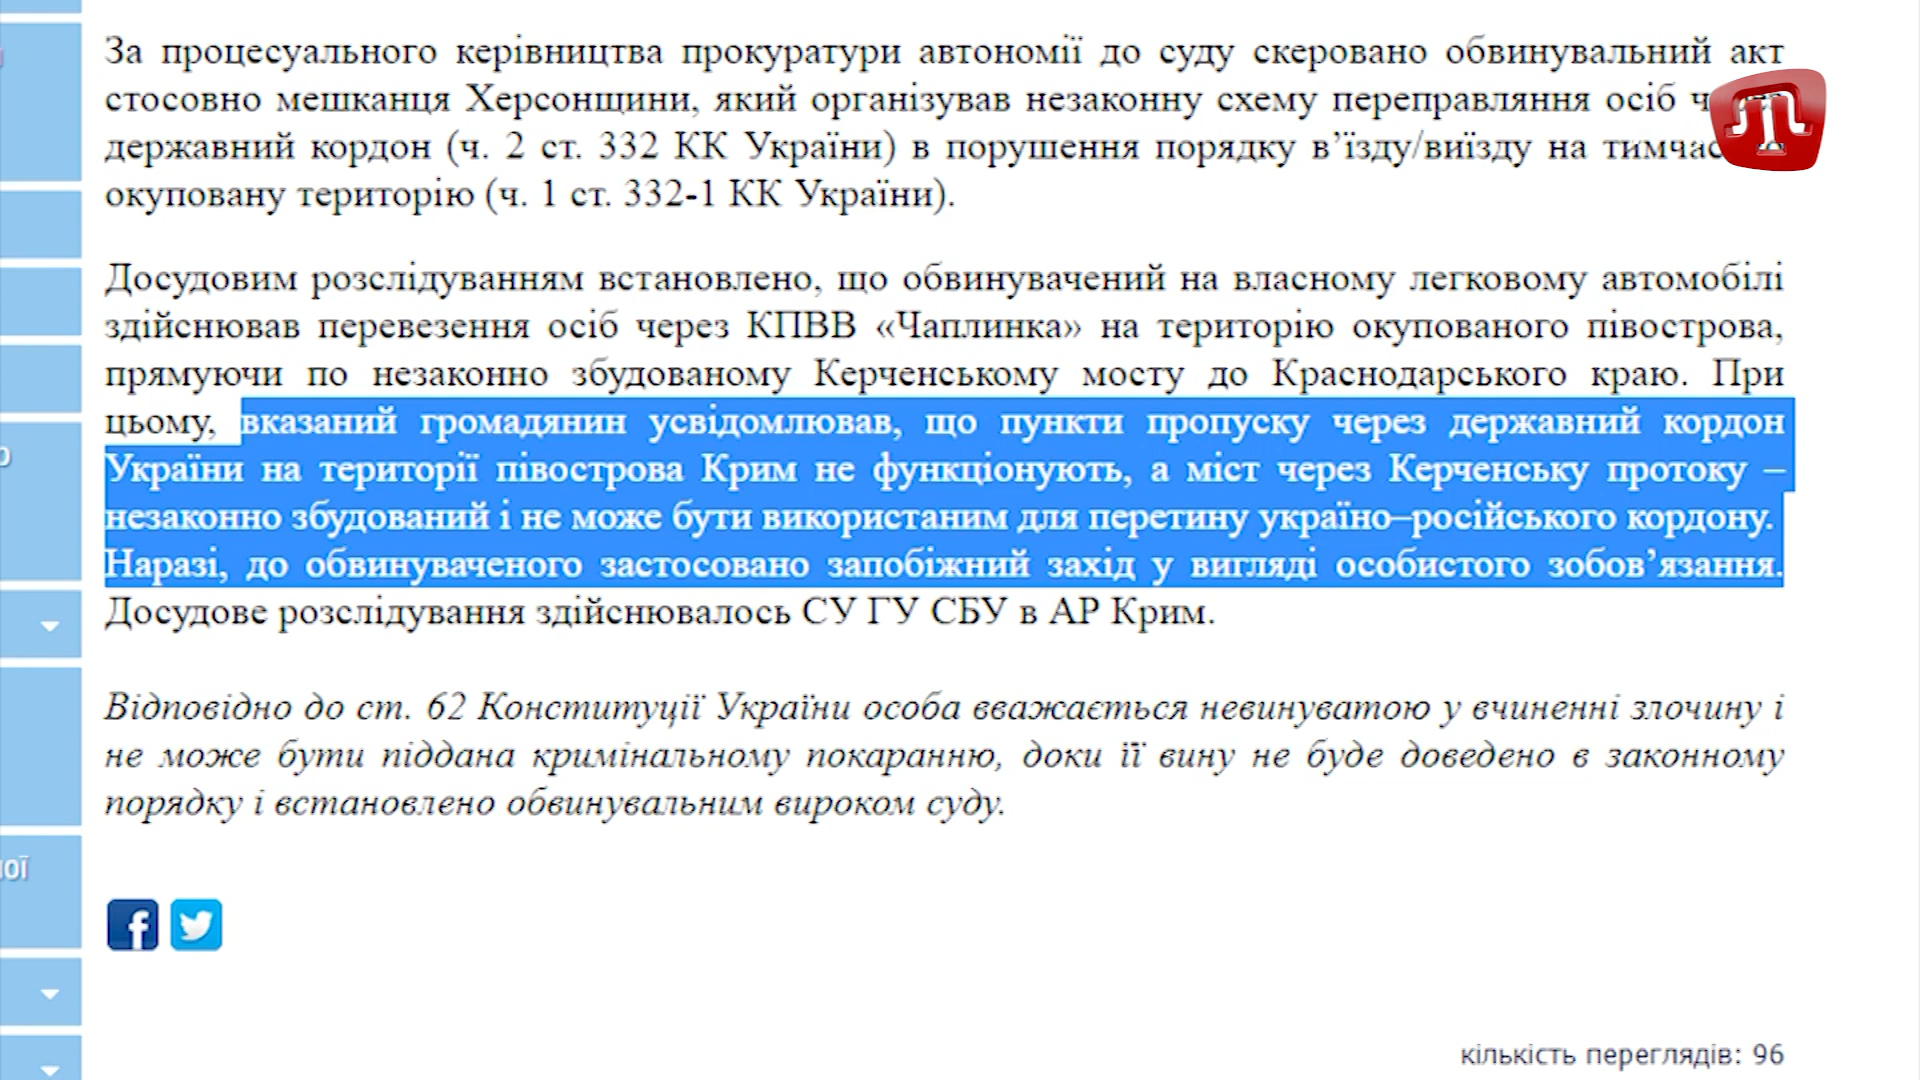 За процесуального керівництва прокуратури автономії до суду скеровано обвинувальний акт
стосовно мешканця Херсонщини, який організував незаконну схему переправляння осіб
державний кордон (ч. 2 ст. 332 КК України) в порушення порядку в’їзду/виїзду на
окуповану територію (ч. 1 ст. 332-1 КК України).
Досудовим розслідуванням встановлено, що обвинувачений на власному легковому автомобілі
здійснював перевезення осіб через КПВВ «Чаплинка» на територію окупованого півострова,
прямуючи по незаконно збудованому Керченському мосту до Краснодарського краю. При
цьому, вказаний громадянин усвідомлював, що пункти пропуску через державний кордон
України на території півострова Крим не функціонують, а міст через Керченську протоку –
незаконно збудований і не може бути використаним для перетину україно–російського кордону.
Наразі, до обвинуваченого застосовано запобіжний захід у вигляді особистого зобов’язання.
Досудове розслідування здійснювалось СУ ГУ СБУ в АР Крим.
Відповідно до ст. 62 Конституції України особа вважається невинуватою у вчиненні злочину і
не може бути піддана кримінальному покаранню, доки її вину не буде доведено в законному
порядку і встановлено обвинувальним вироком суду.
кількість переглядів: 96